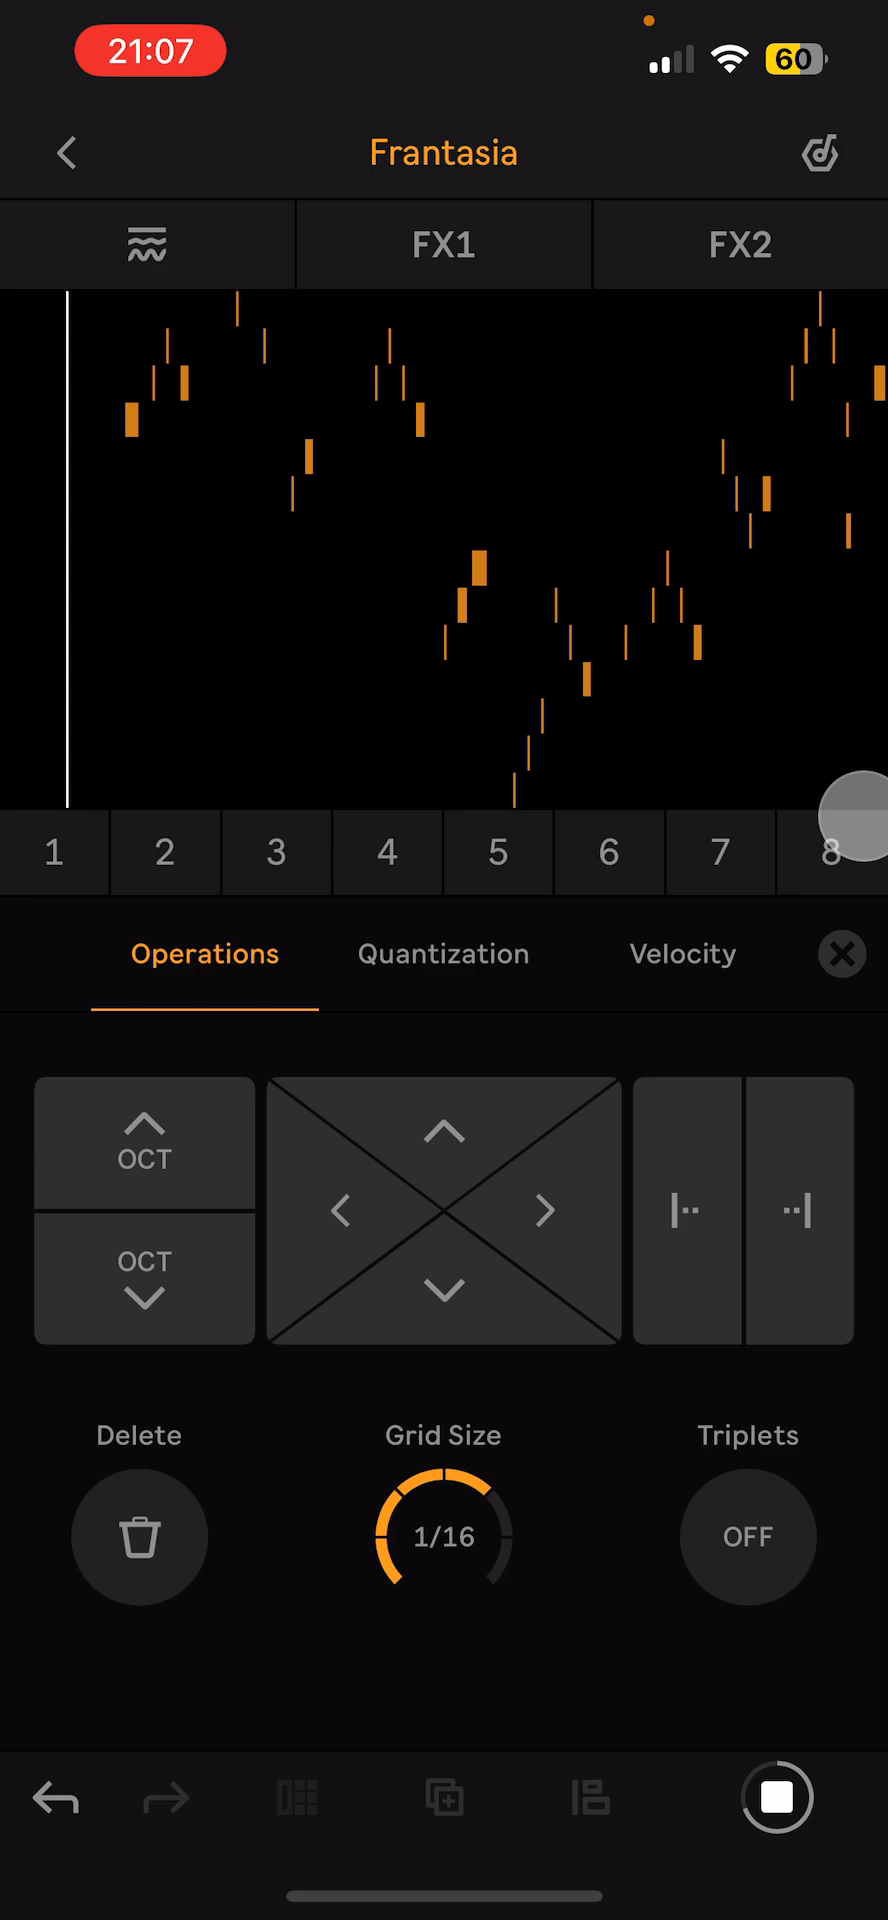 21:07
60
Frantasia
FX1 FX2
1 2 3 4 5 6 7 8
Operations Quantization Velocity
OCT
OCT
Delete Grid Size Triplets
1/16 OFF